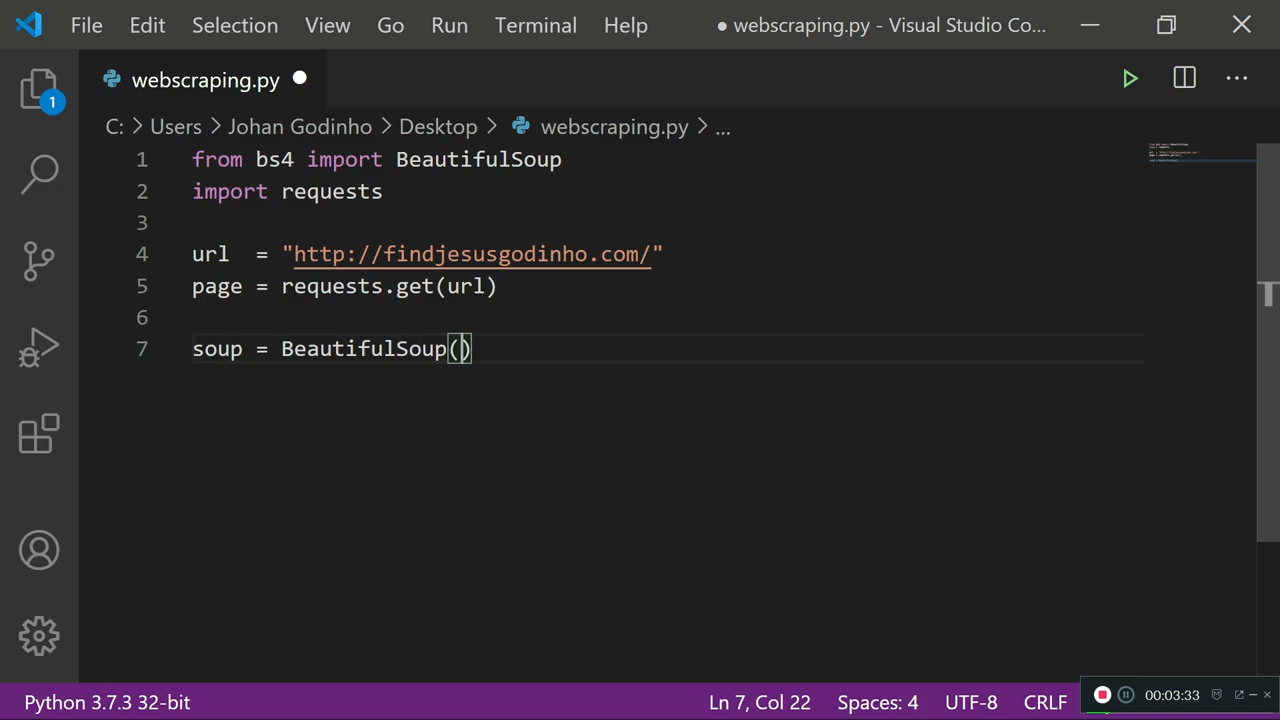 File Edit Selection View Go Run Terminal Help ● webscraping.py - Visual Studio Co...
webscraping.py
C: > Users > Johan Godinho > Desktop > webscraping.py > ...
1 from bs4 import BeautifulSoup
2 import requests
3
4 url  = "http://findjesusgodinho.com/"
5 page = requests.get(url)
6
7 soup = BeautifulSoup()
1
Python 3.7.3 32-bit Ln 7, Col 22 Spaces: 4 UTF-8 CRLF 00:03:33